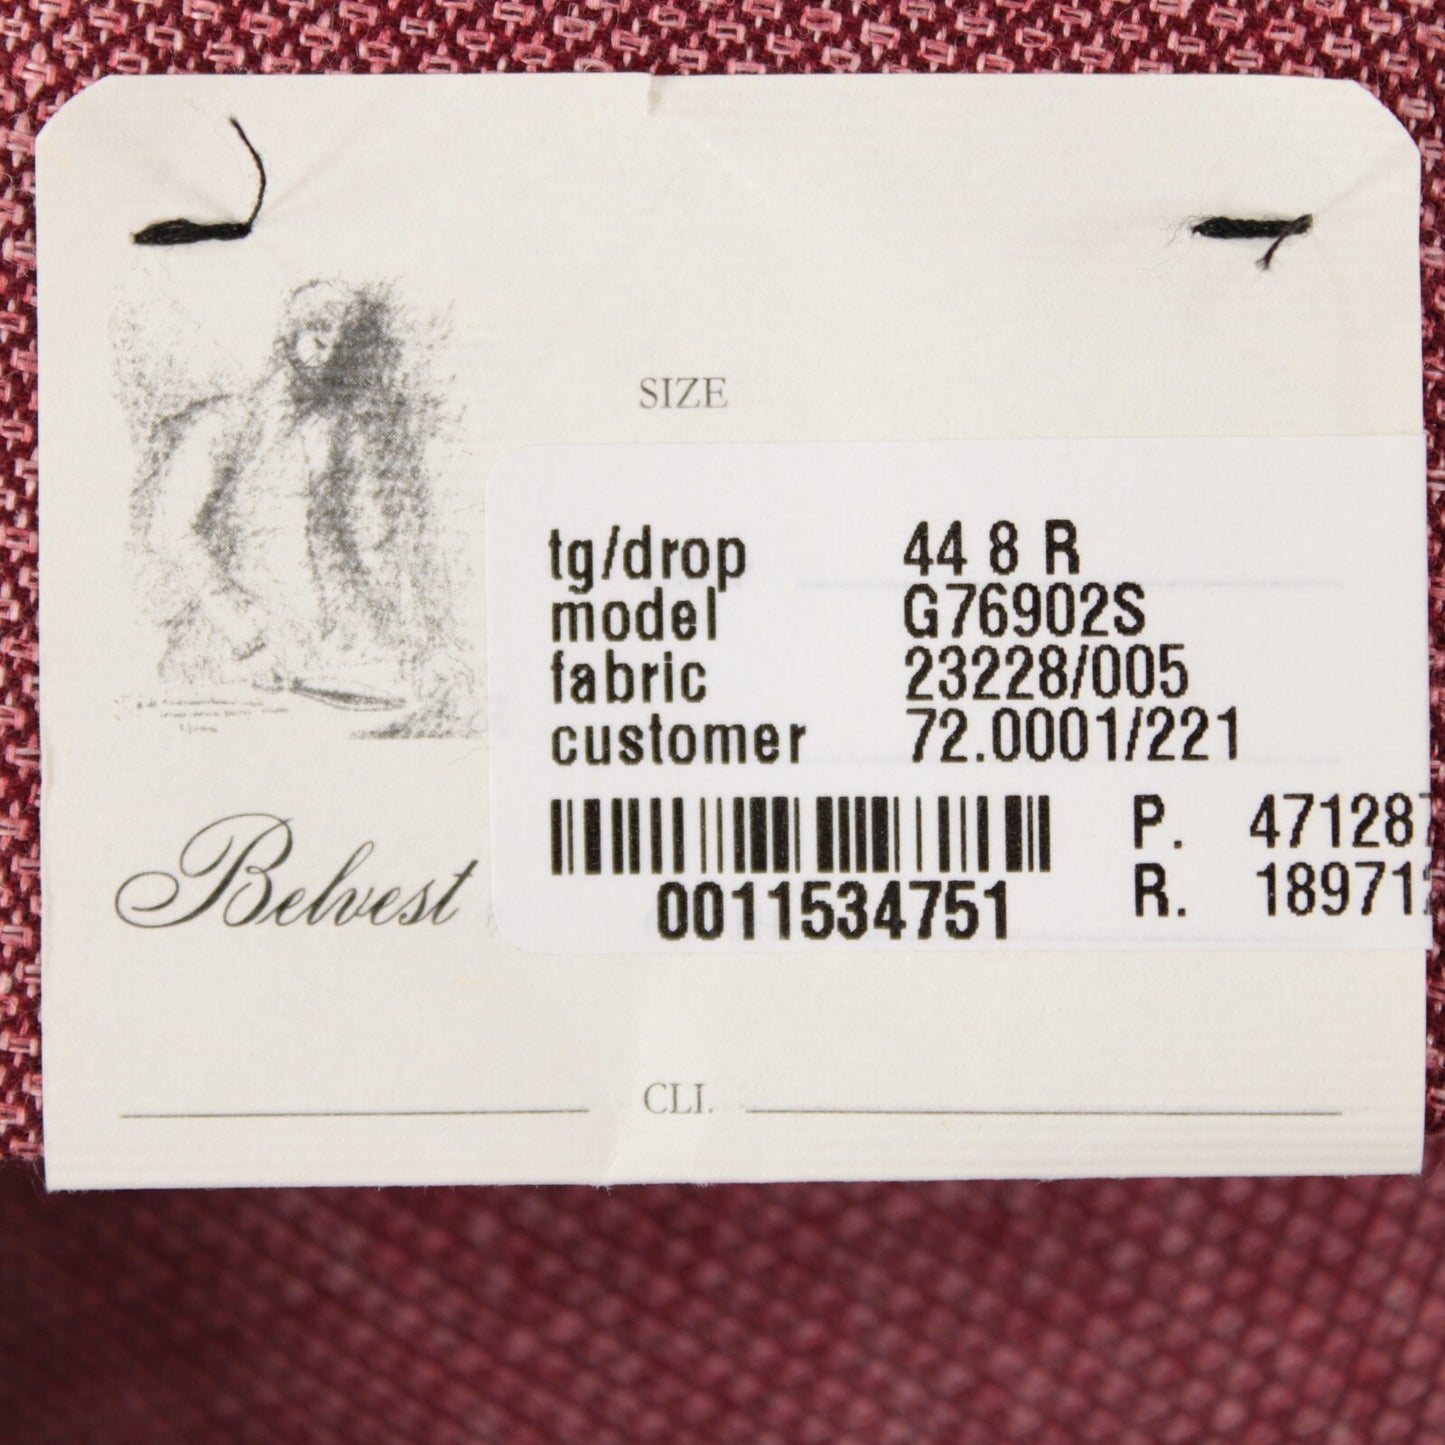 SIZE
tg/drop 44 8 R
model G76902S
fabric 23228/005
customer 72.0001/221
P. 471287
R. 18971
0011534751
Belvest
CLI.